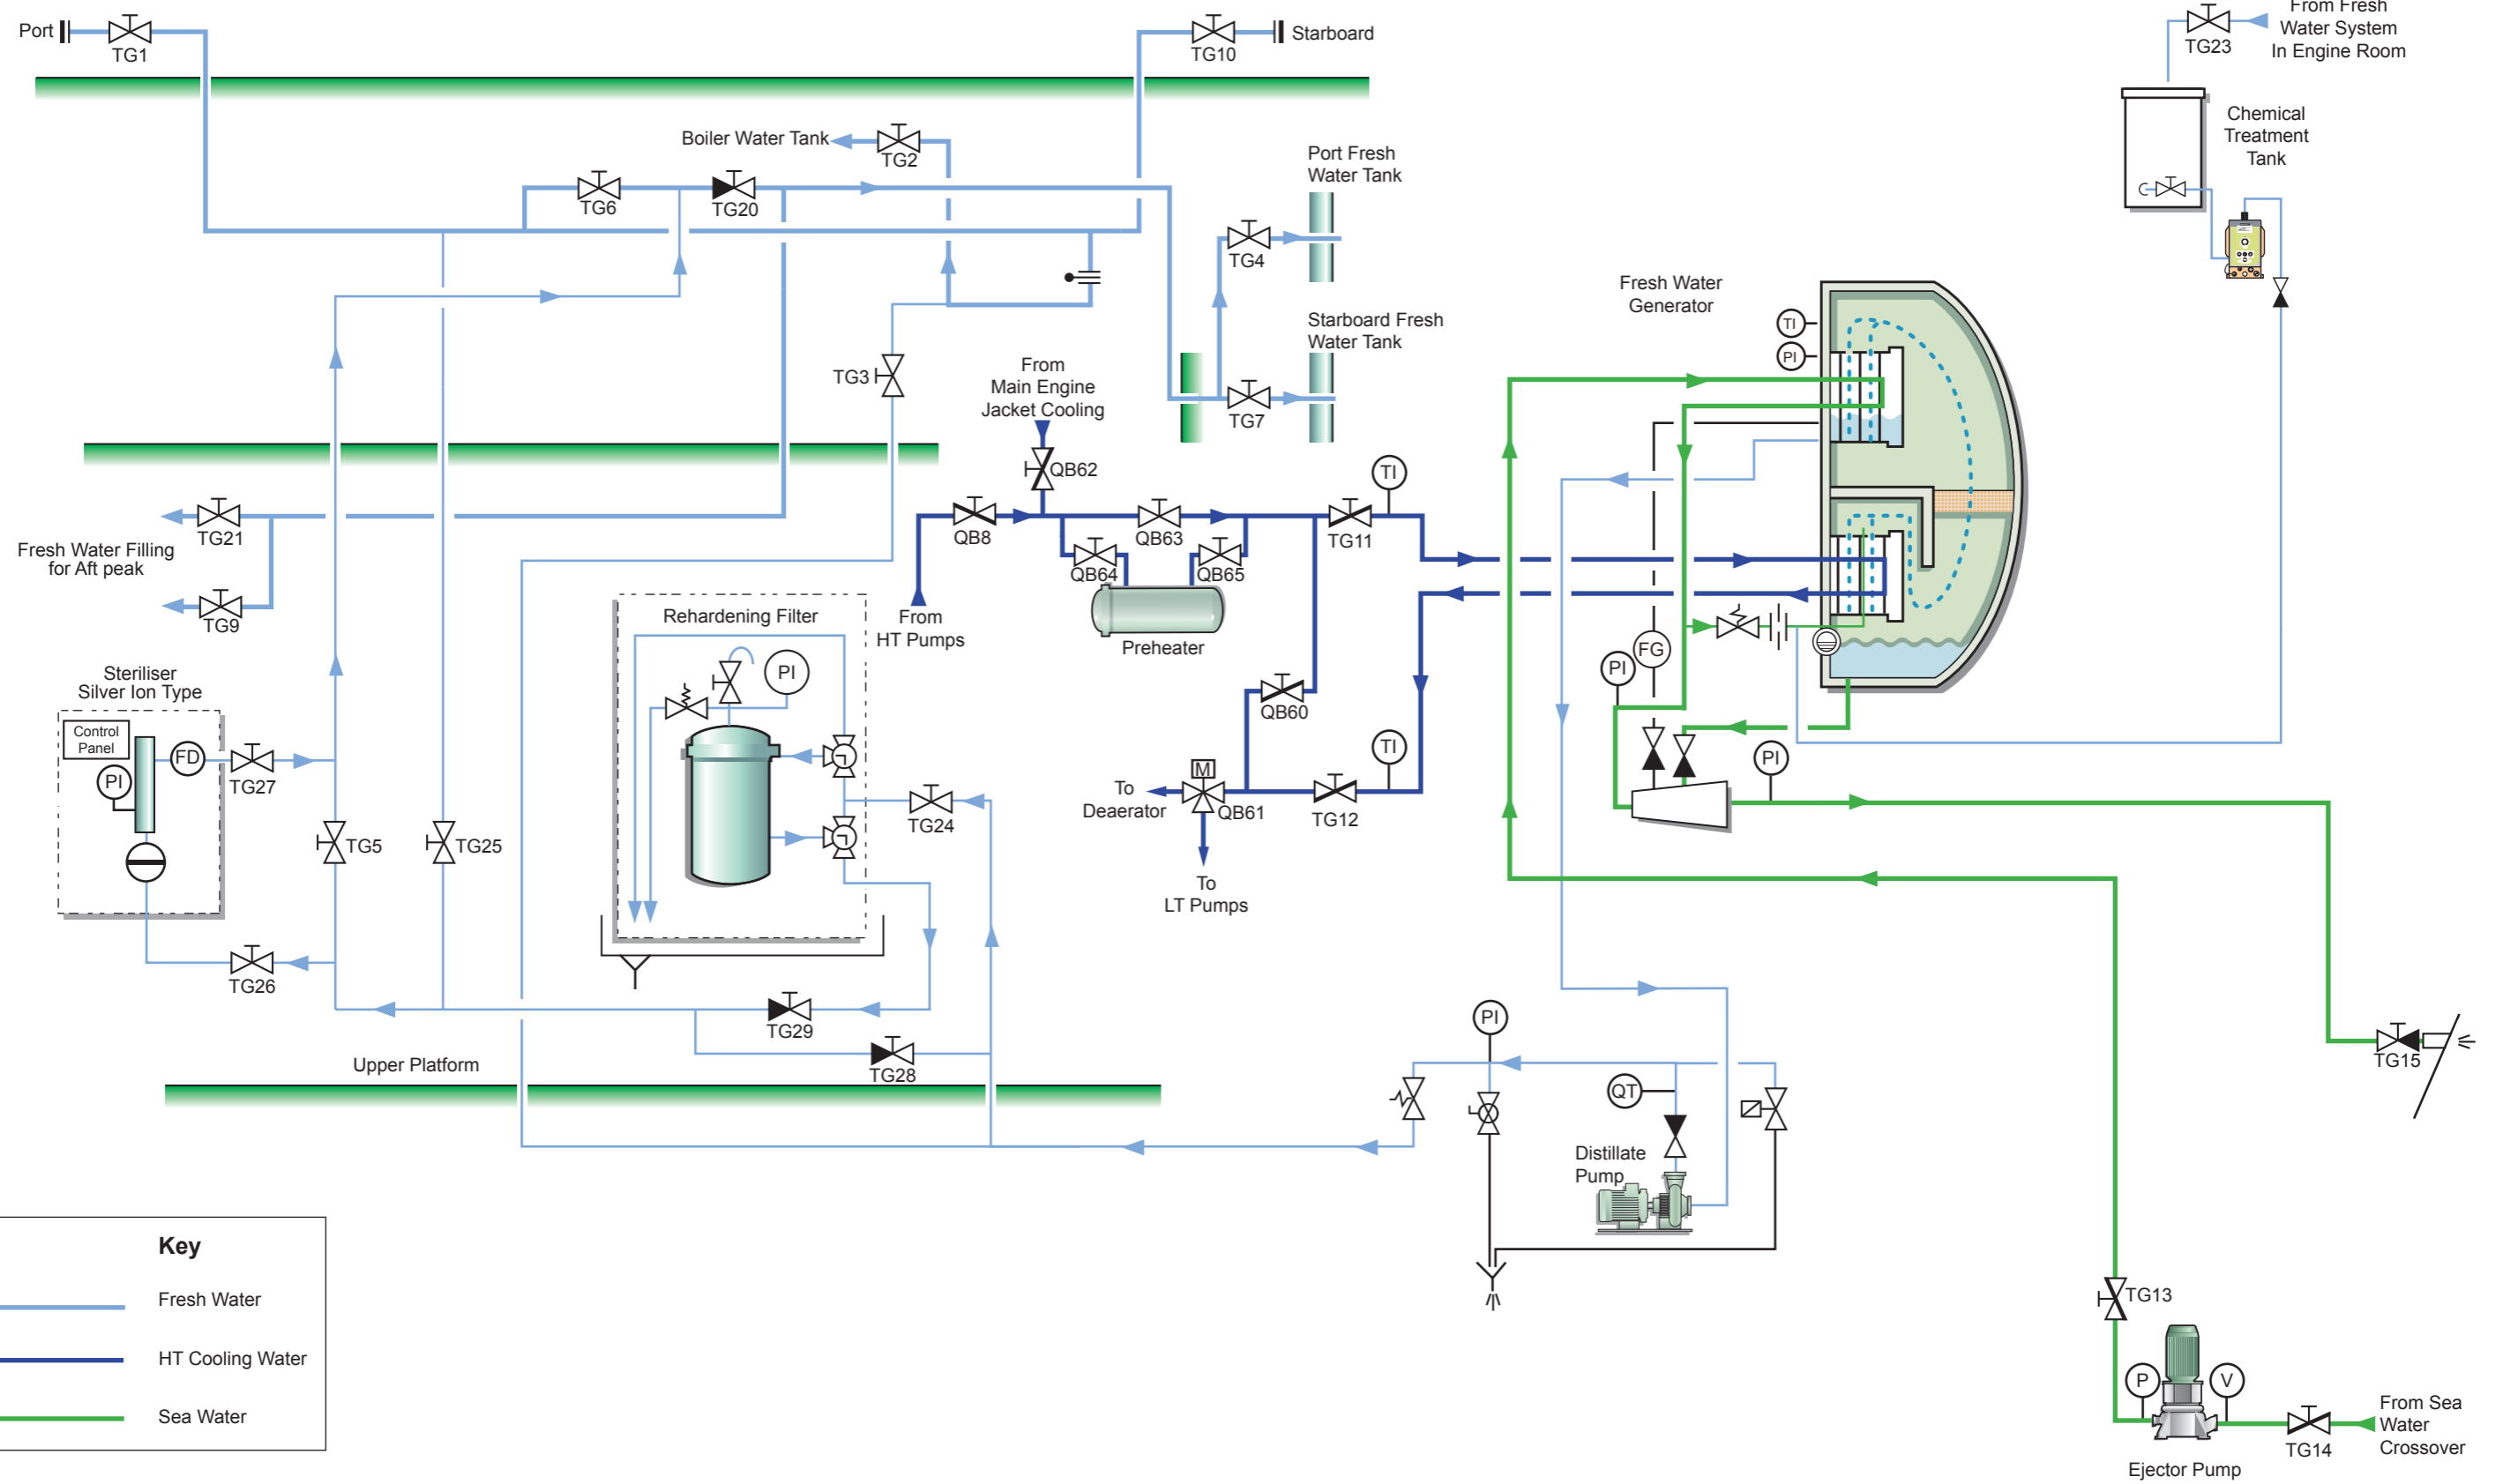 Port
TG1
TG10
Starboard
TG23
From Fresh
Water System
In Engine Room
Chemical
Treatment
Tank
Boiler Water Tank
TG2
TG6
TG20
Port Fresh
Water Tank
TG4
Starboard Fresh
Water Tank
TG7
Fresh Water
Generator
TI
PI
TG3
From
Main Engine
Jacket Cooling
QB62
TI
TG21
Fresh Water Filling
for Aft peak
TG9
QB8
QB63
TG11
QB64
QB65
From
HT Pumps
Preheater
Rehardening Filter
PI
Steriliser
Silver Ion Type
Control
Panel
PI
FD
TG27
FG
PI
QB60
TI
PI
M
To
Deaerator
QB61
TG12
To
LT Pumps
TG24
TG5
TG25
TG26
TG29
TG28
Upper Platform
PI
QT
Distillate
Pump
TG15
TG13
P
V
From Sea
Water
Crossover
TG14
Ejector Pump
Key
Fresh Water
HT Cooling Water
Sea Water